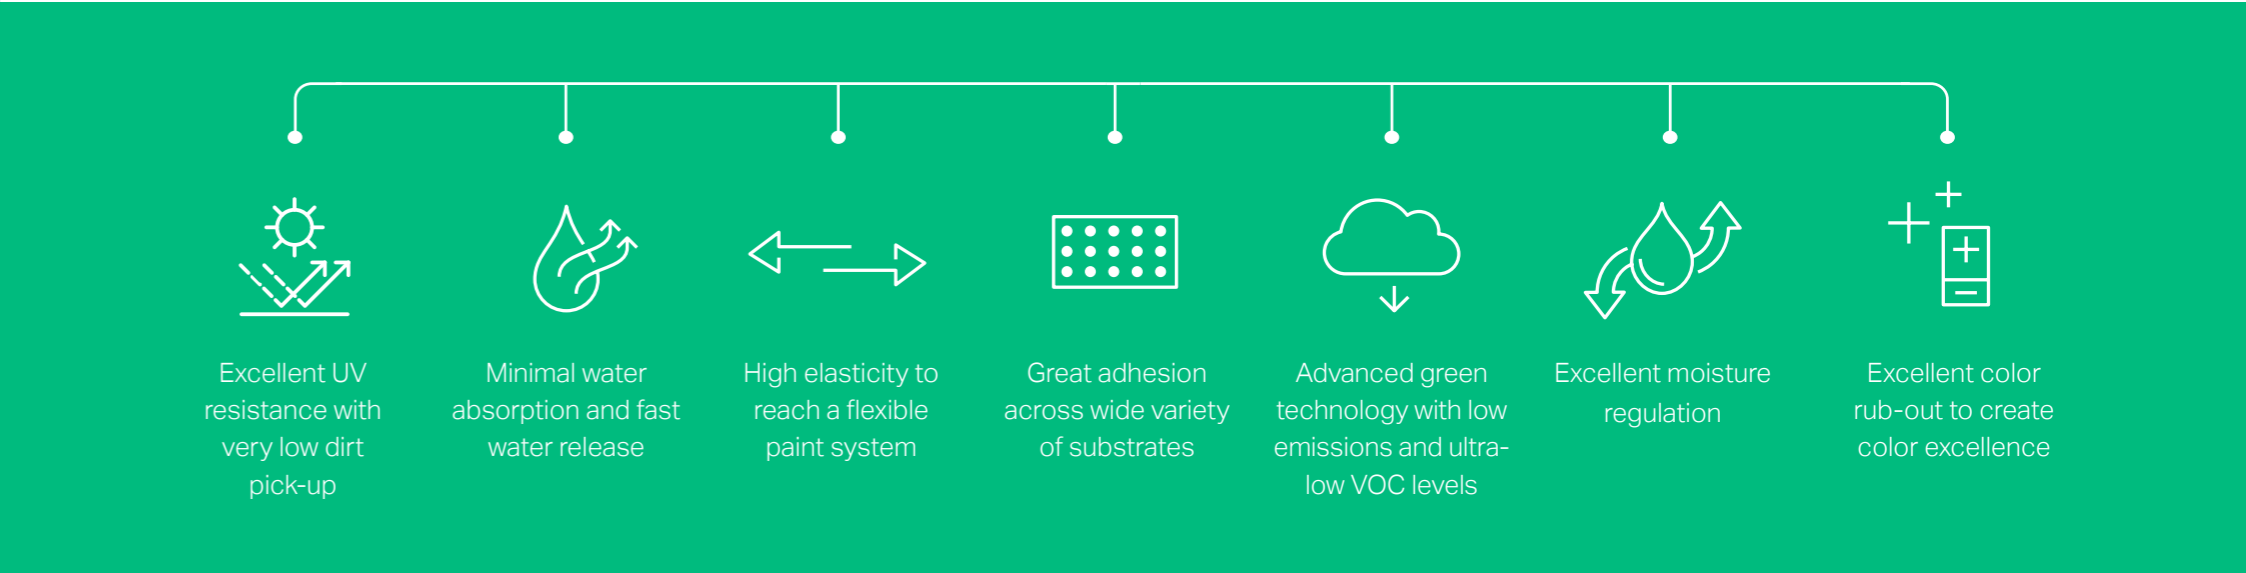 Excellent UV
resistance with
very low dirt
pick-up
Minimal water
absorption and fast
water release
High elasticity to
reach a flexible
paint system
Great adhesion
across wide variety
of substrates
Advanced green
technology with low
emissions and ultra-
low VOC levels
Excellent moisture
regulation
Excellent color
rub-out to create
color excellence